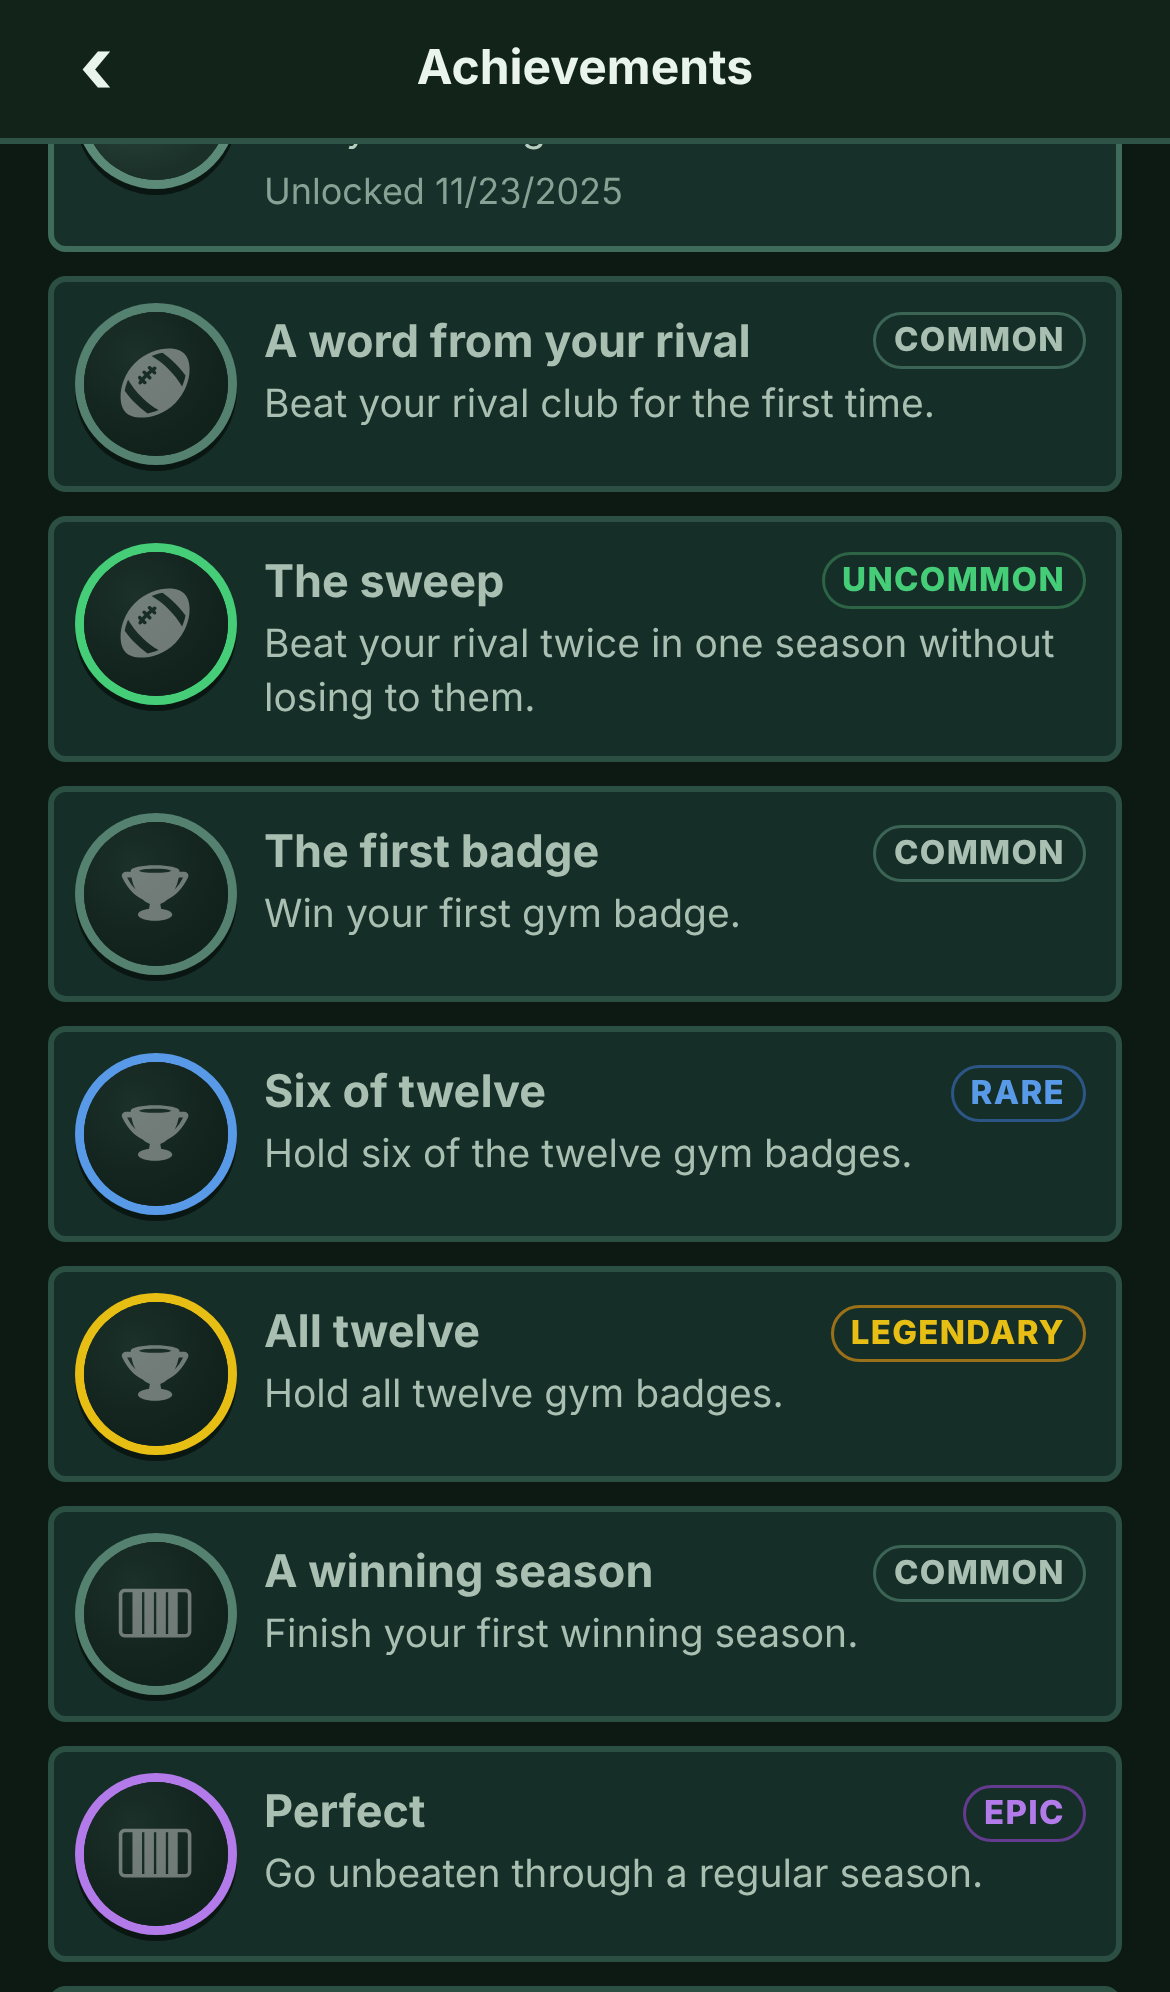 Achievements
Unlocked 11/23/2025
A word from your rival
COMMON
Beat your rival club for the first time.
The sweep
UNCOMMON
Beat your rival twice in one season without
losing to them.
The first badge
COMMON
Win your first gym badge.
Six of twelve
RARE
Hold six of the twelve gym badges.
All twelve
LEGENDARY
Hold all twelve gym badges.
A winning season
COMMON
Finish your first winning season.
Perfect
EPIC
Go unbeaten through a regular season.